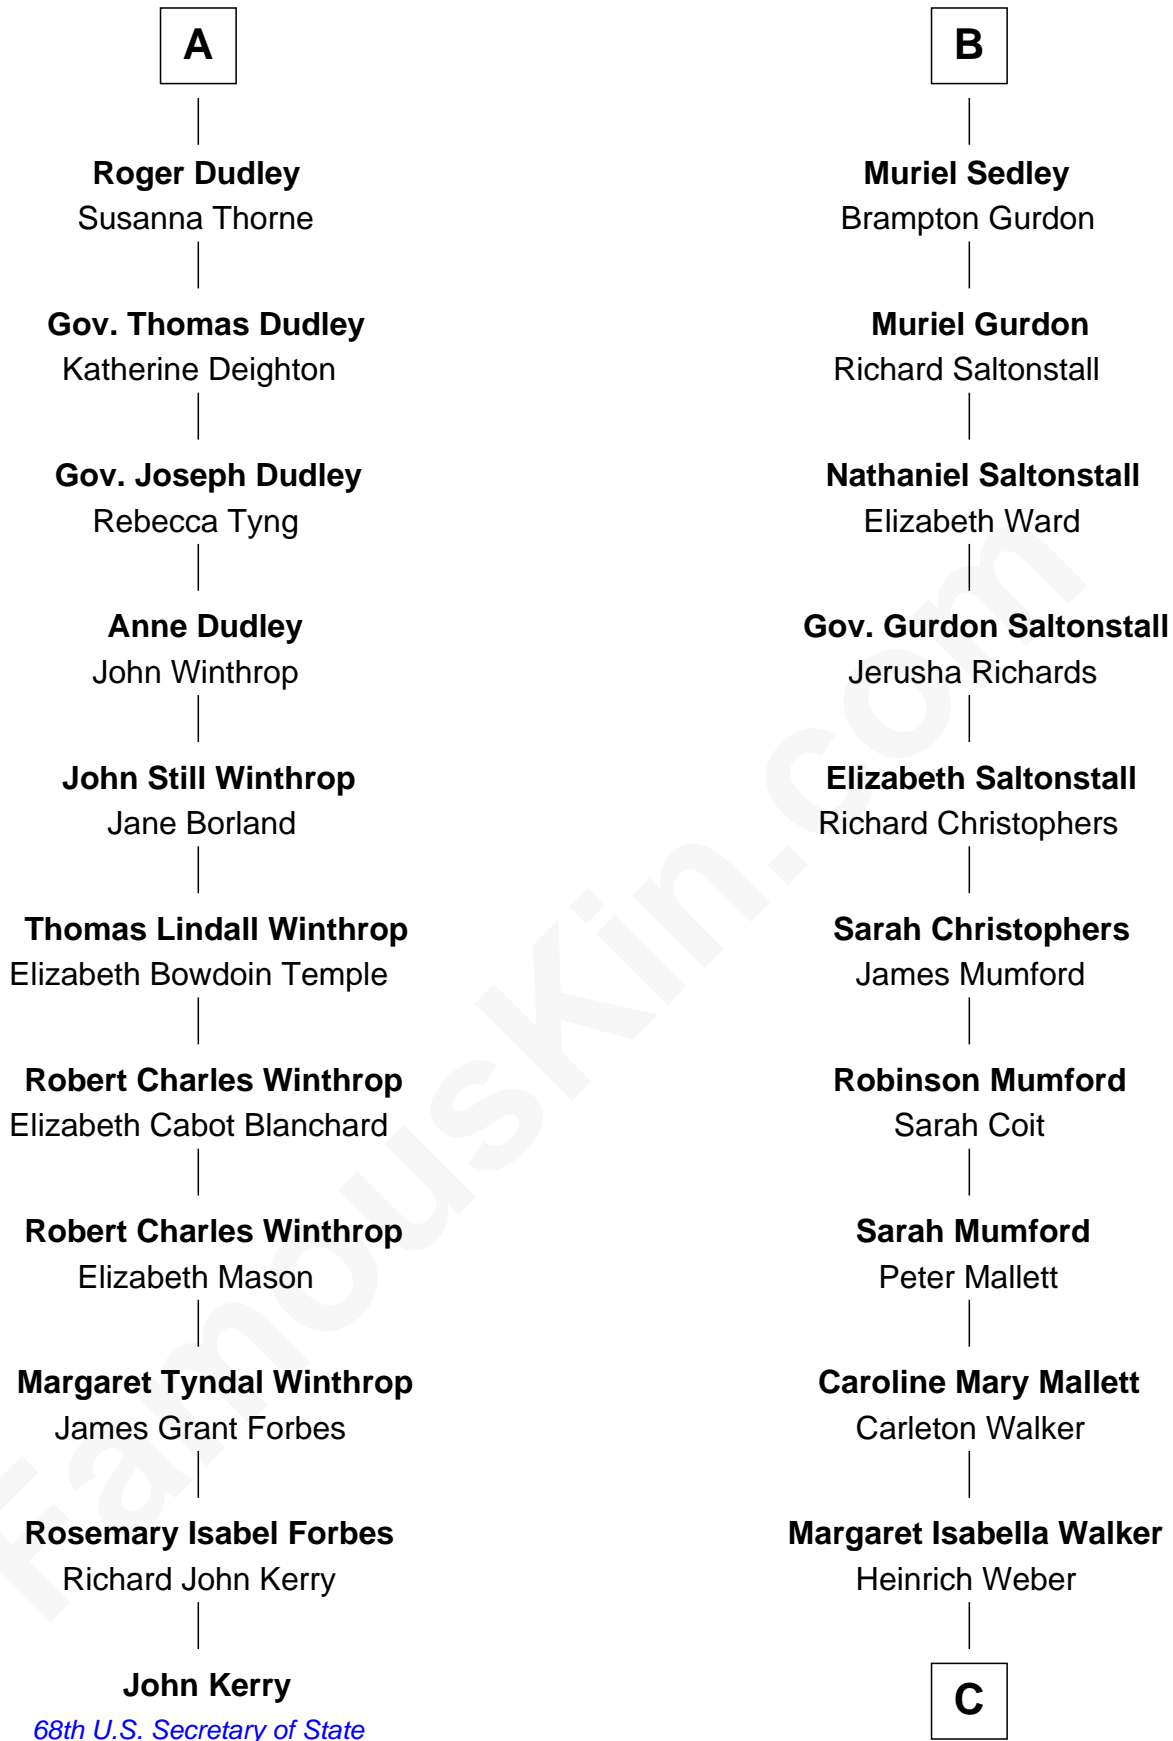 A
Roger Dudley
Susanna Thorne
Gov. Thomas Dudley
Katherine Deighton
Gov. Joseph Dudley
Rebecca Tyng
Anne Dudley
John Winthrop
John Still Winthrop
Jane Borland
Thomas Lindall Winthrop
Elizabeth Bowdoin Temple
Robert Charles Winthrop
Elizabeth Cabot Blanchard
Robert Charles Winthrop
Elizabeth Mason
Margaret Tyndal Winthrop
James Grant Forbes
Rosemary Isabel Forbes
Richard John Kerry
John Kerry
68th U.S. Secretary of State
B
Muriel Sedley
Brampton Gurdon
Muriel Gurdon
Richard Saltonstall
Nathaniel Saltonstall
Elizabeth Ward
Gov. Gurdon Saltonstall
Jerusha Richards
Elizabeth Saltonstall
Richard Christophers
Sarah Christophers
James Mumford
Robinson Mumford
Sarah Coit
Sarah Mumford
Peter Mallett
Caroline Mary Mallett
Carleton Walker
Margaret Isabella Walker
Heinrich Weber
C
FamousKin.com